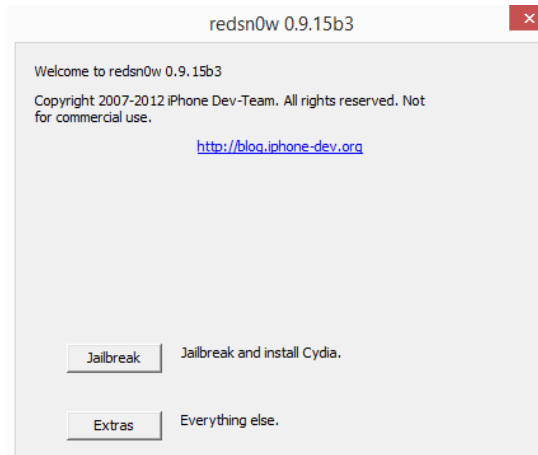 redsn0w 0.9.15b3
Welcome to redsn0w 0.9.15b3
Copyright 2007-2012 iPhone Dev-Team. All rights reserved. Not
for commercial use.
http://blog.iphone-dev.org
Jailbreak
Jailbreak and install Cydia.
Extras
Everything else.